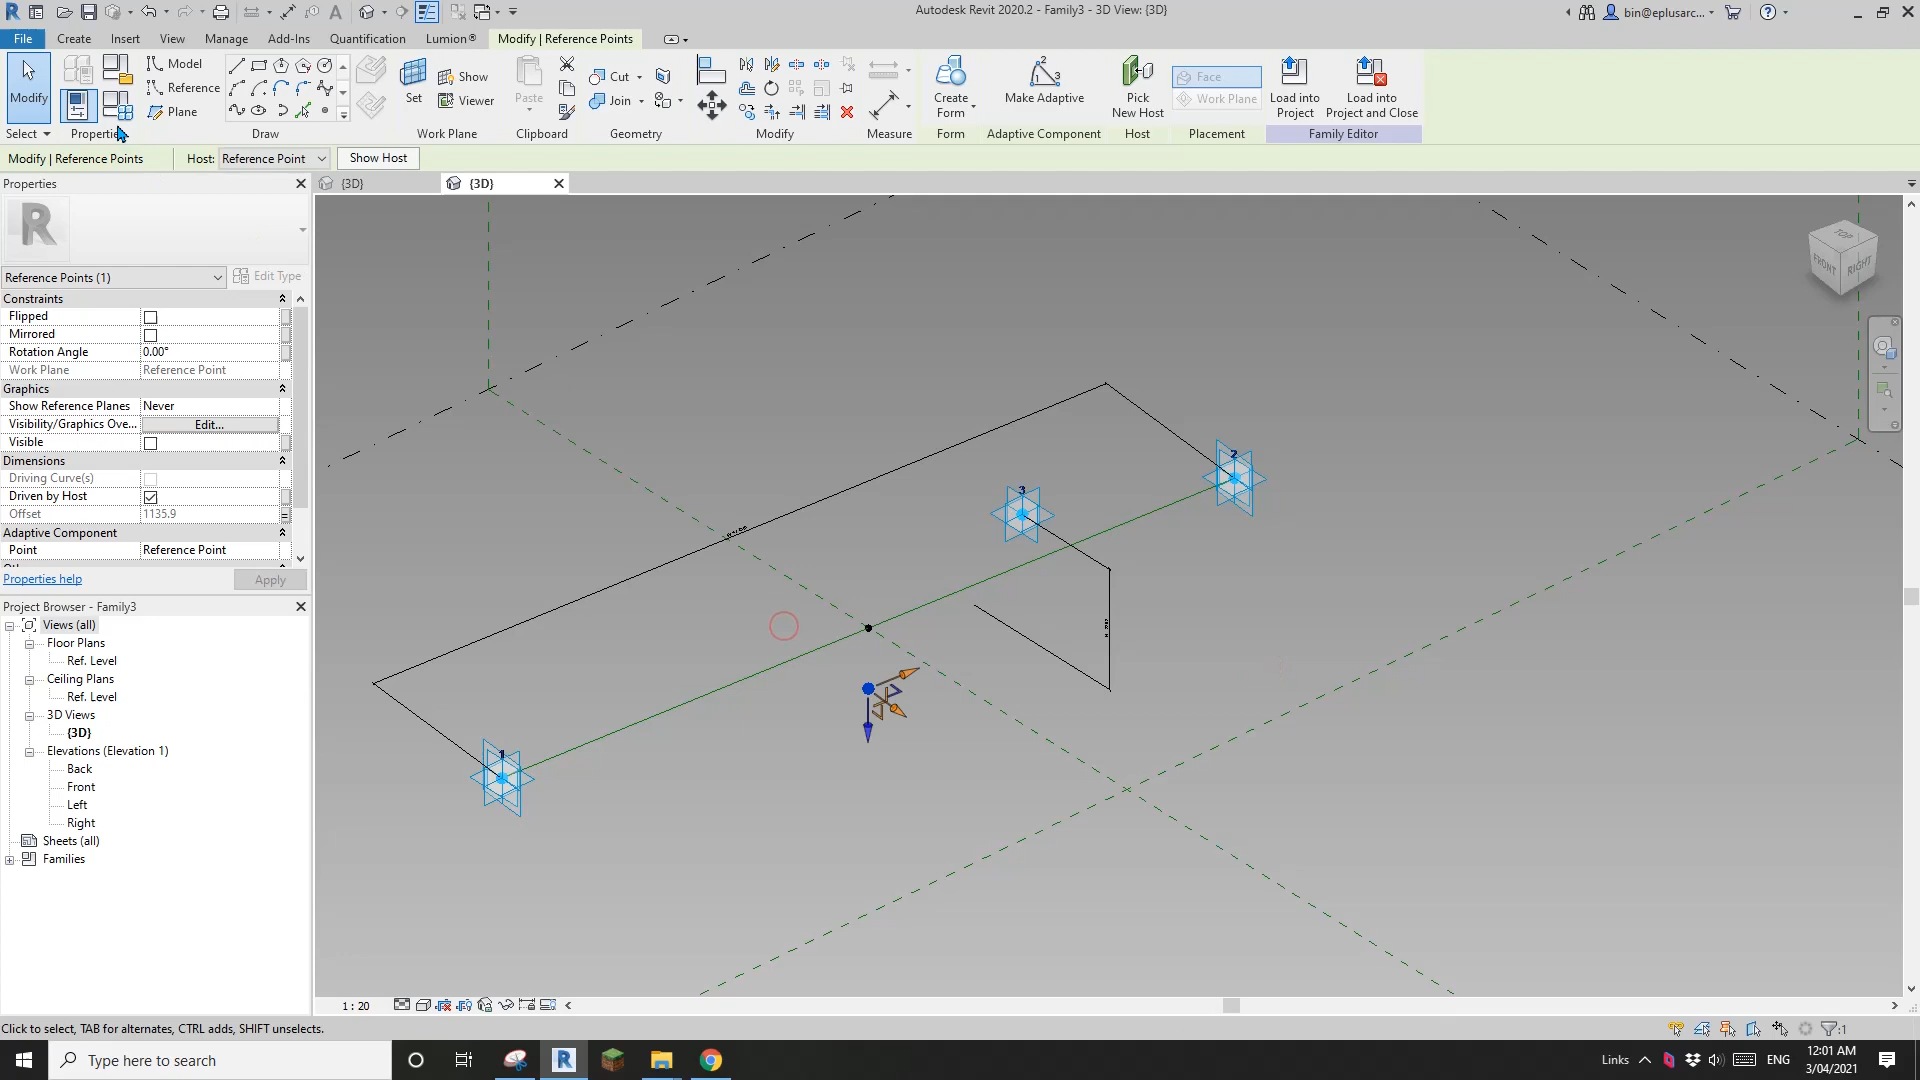 Autodesk Revit 2020.2 - Family3 - 3D View: {3D}
bin@eplusarc...
File
Create
Insert
View
Manage
Add-Ins
Quantification
Lumion®
Modify | Reference Points
Modify
Model
Reference
Plane
Set
Show
Viewer
Paste
Cut
Join
Create Form
Make Adaptive
Pick New Host
Face
Work Plane
Load into Project
Load into Project and Close
Select
Properties
Draw
Work Plane
Clipboard
Geometry
Modify
Measure
Form
Adaptive Component
Host
Placement
Family Editor
Modify | Reference Points
Host:
Reference Point
Show Host
Properties
{3D}
{3D}
Reference Points (1)
Edit Type
Constraints
Flipped
Mirrored
Rotation Angle
0.00°
Work Plane
Reference Point
Graphics
Show Reference Planes
Never
Visibility/Graphics Ove...
Edit...
Visible
Dimensions
Driving Curve(s)
Driven by Host
Offset
1135.9
Adaptive Component
Point
Reference Point
Properties help
Apply
Project Browser - Family3
Views (all)
Floor Plans
Ref. Level
Ceiling Plans
Ref. Level
3D Views
{3D}
Elevations (Elevation 1)
Back
Front
Left
Right
Sheets (all)
Families
TOP
FRONT
RIGHT
2
3
1
1 : 20
Click to select, TAB for alternates, CTRL adds, SHIFT unselects.
:1
Type here to search
Links
ENG
12:01 AM
3/04/2021